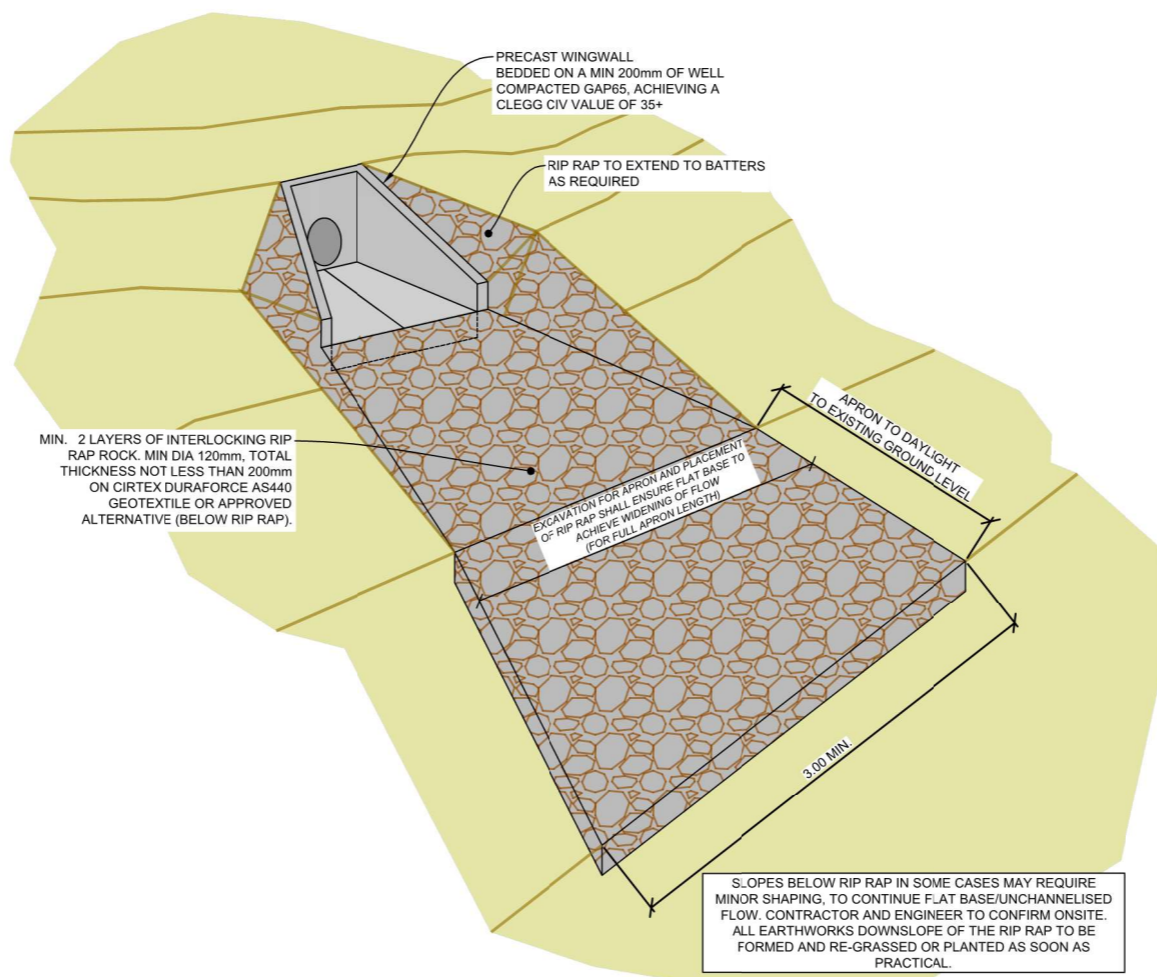 PRECAST WINGWALL
BEDDED ON A MIN 200mm OF WELL
COMPACTED GAP65, ACHIEVING A
CLEGG CIV VALUE OF 35+
RIP RAP TO EXTEND TO BATTERS
AS REQUIRED
MIN. 2 LAYERS OF INTERLOCKING RIP
RAP ROCK. MIN DIA 120mm, TOTAL
THICKNESS NOT LESS THAN 200mm
ON CIRTEX DURAFORCE AS440
GEOTEXTILE OR APPROVED
ALTERNATIVE (BELOW RIP RAP).
APRON TO DAYLIGHT
TO EXISTING GROUND LEVEL
EXCAVATION FOR APRON AND PLACEMENT
OF RIP RAP SHALL ENSURE FLAT BASE TO
ACHIEVE WIDENING OF FLOW
(FOR FULL APRON LENGTH)
3.00 MIN.
SLOPES BELOW RIP RAP IN SOME CASES MAY REQUIRE
MINOR SHAPING, TO CONTINUE FLAT BASE/UNCHANNELISED
FLOW. CONTRACTOR AND ENGINEER TO CONFIRM ONSITE.
ALL EARTHWORKS DOWNSLOPE OF THE RIP RAP TO BE
FORMED AND RE-GRASSED OR PLANTED AS SOON AS
PRACTICAL.